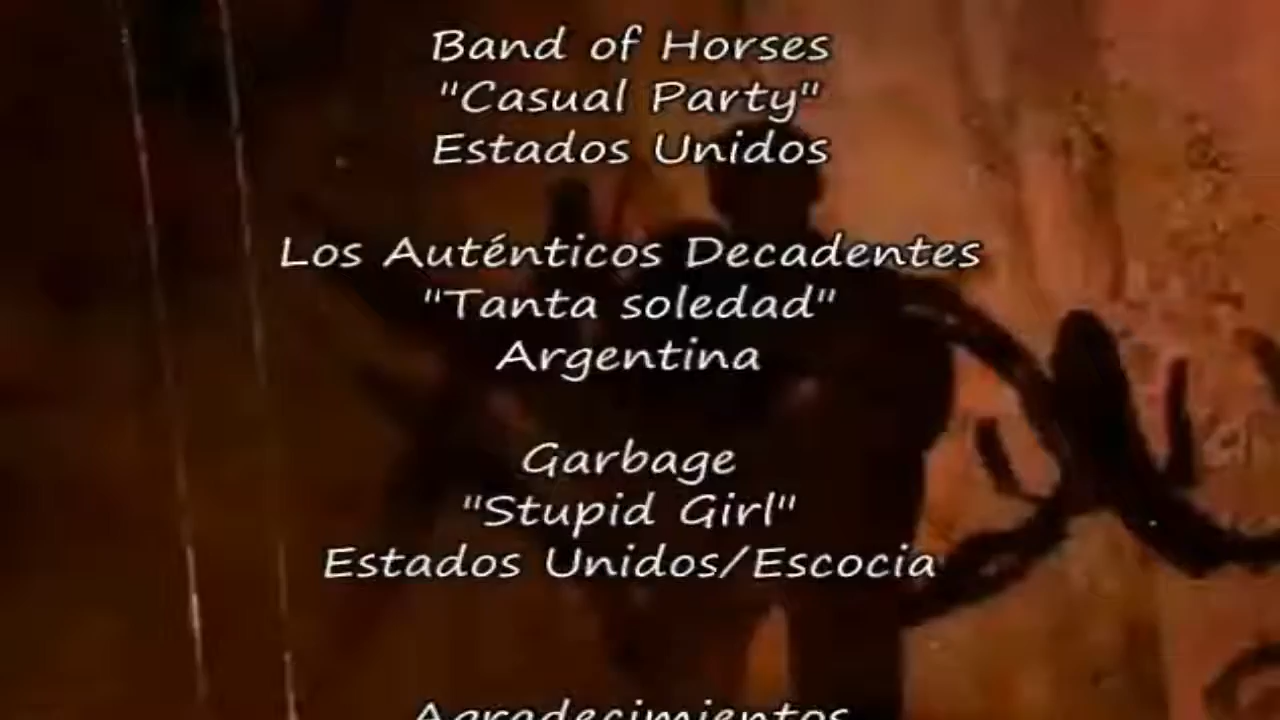 Band of Horses
"Casual Party"
Estados Unidos
Los Auténticos Decadentes
"Tanta soledad"
Argentina
Garbage
"Stupid Girl"
Estados Unidos/Escocia
Agradecimientos